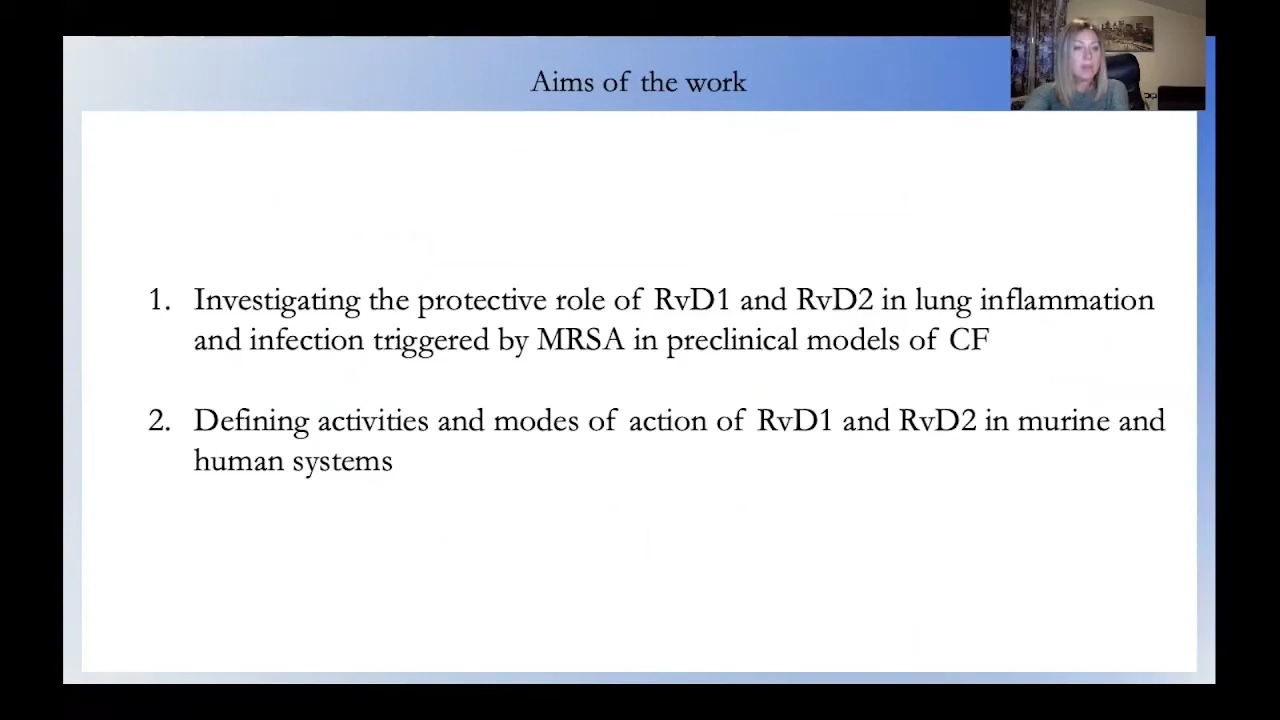 Aims of the work
1. Investigating the protective role of RvD1 and RvD2 in lung inflammation
and infection triggered by MRSA in preclinical models of CF
2. Defining activities and modes of action of RvD1 and RvD2 in murine and
human systems